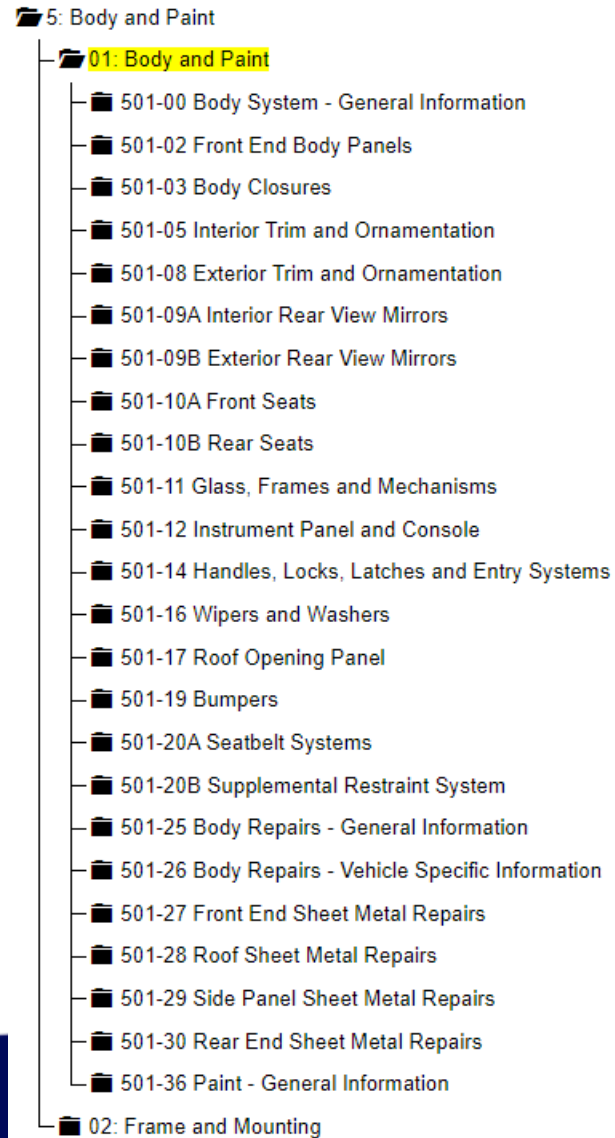 5: Body and Paint
01: Body and Paint
501-00 Body System - General Information
501-02 Front End Body Panels
501-03 Body Closures
501-05 Interior Trim and Ornamentation
501-08 Exterior Trim and Ornamentation
501-09A Interior Rear View Mirrors
501-09B Exterior Rear View Mirrors
501-10A Front Seats
501-10B Rear Seats
501-11 Glass, Frames and Mechanisms
501-12 Instrument Panel and Console
501-14 Handles, Locks, Latches and Entry Systems
501-16 Wipers and Washers
501-17 Roof Opening Panel
501-19 Bumpers
501-20A Seatbelt Systems
501-20B Supplemental Restraint System
501-25 Body Repairs - General Information
501-26 Body Repairs - Vehicle Specific Information
501-27 Front End Sheet Metal Repairs
501-28 Roof Sheet Metal Repairs
501-29 Side Panel Sheet Metal Repairs
501-30 Rear End Sheet Metal Repairs
501-36 Paint - General Information
02: Frame and Mounting